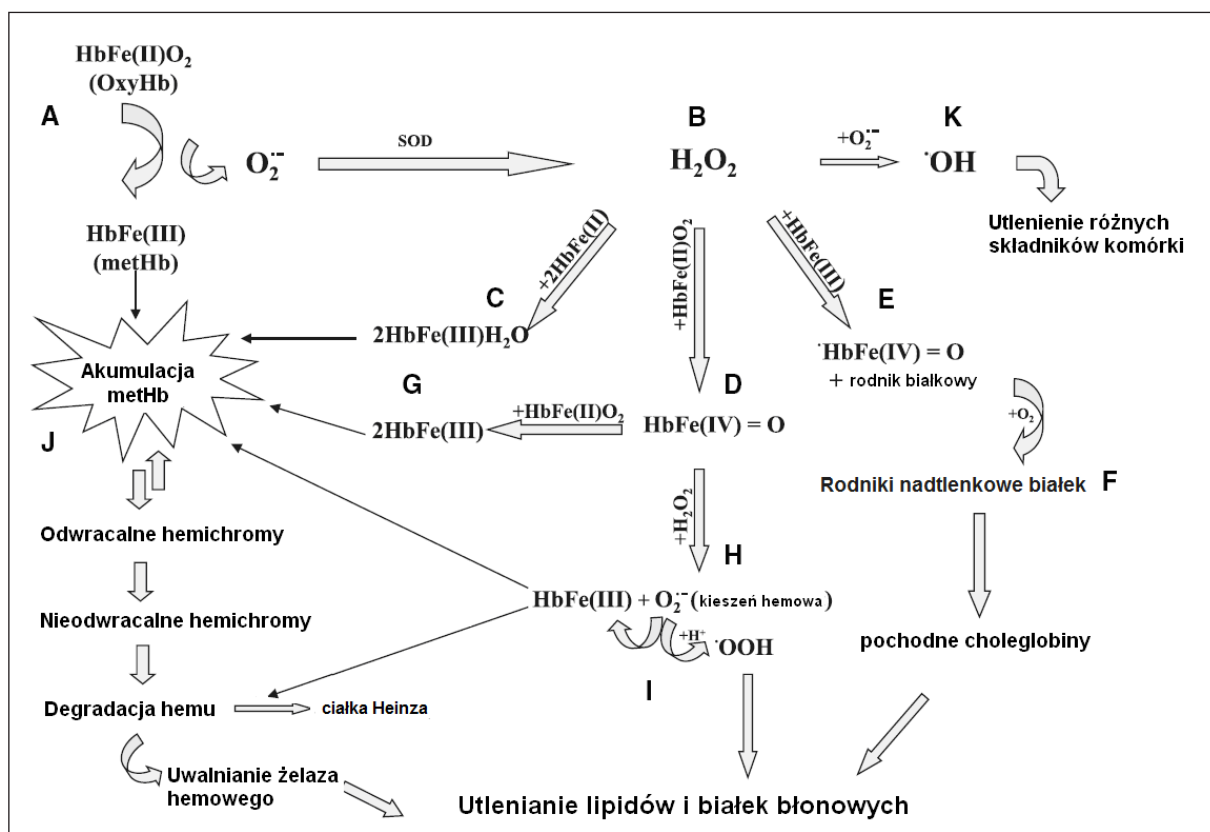 HbFe(II)O₂
(OxyHb)
A
O₂·⁻
SOD
B
H₂O₂
+O₂·⁻
K
·OH
Utlenienie różnych
składników komórki
HbFe(III)
(metHb)
+2HbFe(II)
+HbFe(II)O₂
+HbFe(III)
C
2HbFe(III)H₂O
E
·HbFe(IV) = O
+ rodnik białkowy
+O₂
Akumulacja
metHb
G
2HbFe(III)
+HbFe(II)O₂
D
HbFe(IV) = O
J
Rodniki nadtlenkowe białek
F
+H₂O₂
Odwracalne hemichromy
H
HbFe(III) + O₂·⁻ (kieszeń hemowa)
+H⁺
·OOH
I
Nieodwracalne hemichromy
pochodne choleglobiny
Degradacja hemu
ciałka Heinza
Uwalnianie żelaza
hemowego
Utlenianie lipidów i białek błonowych